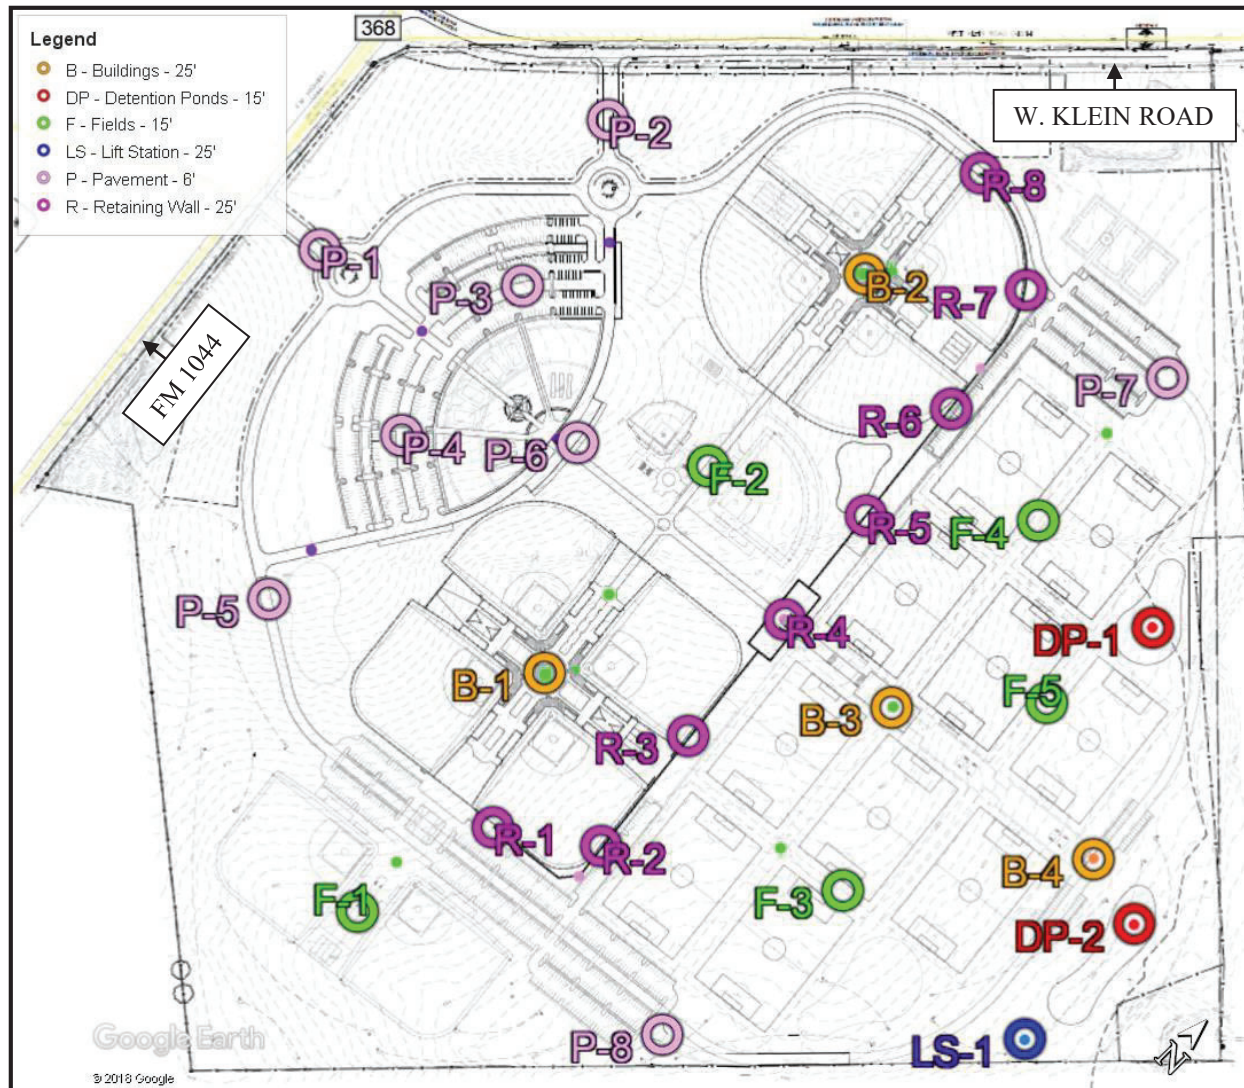 368
Legend
B - Buildings - 25'
DP - Detention Ponds - 15'
F - Fields - 15'
LS - Lift Station - 25'
P - Pavement - 6'
R - Retaining Wall - 25'
W. KLEIN ROAD
FM 1044
P-2
R-8
P-1
P-3
B-2
R-7
P-7
R-6
P-4
P-6
F-2
R-5
F-4
P-5
R-4
DP-1
B-1
F-5
B-3
R-3
R-1
R-2
B-4
F-1
F-3
DP-2
P-8
LS-1
N
Google Earth
© 2018 Google